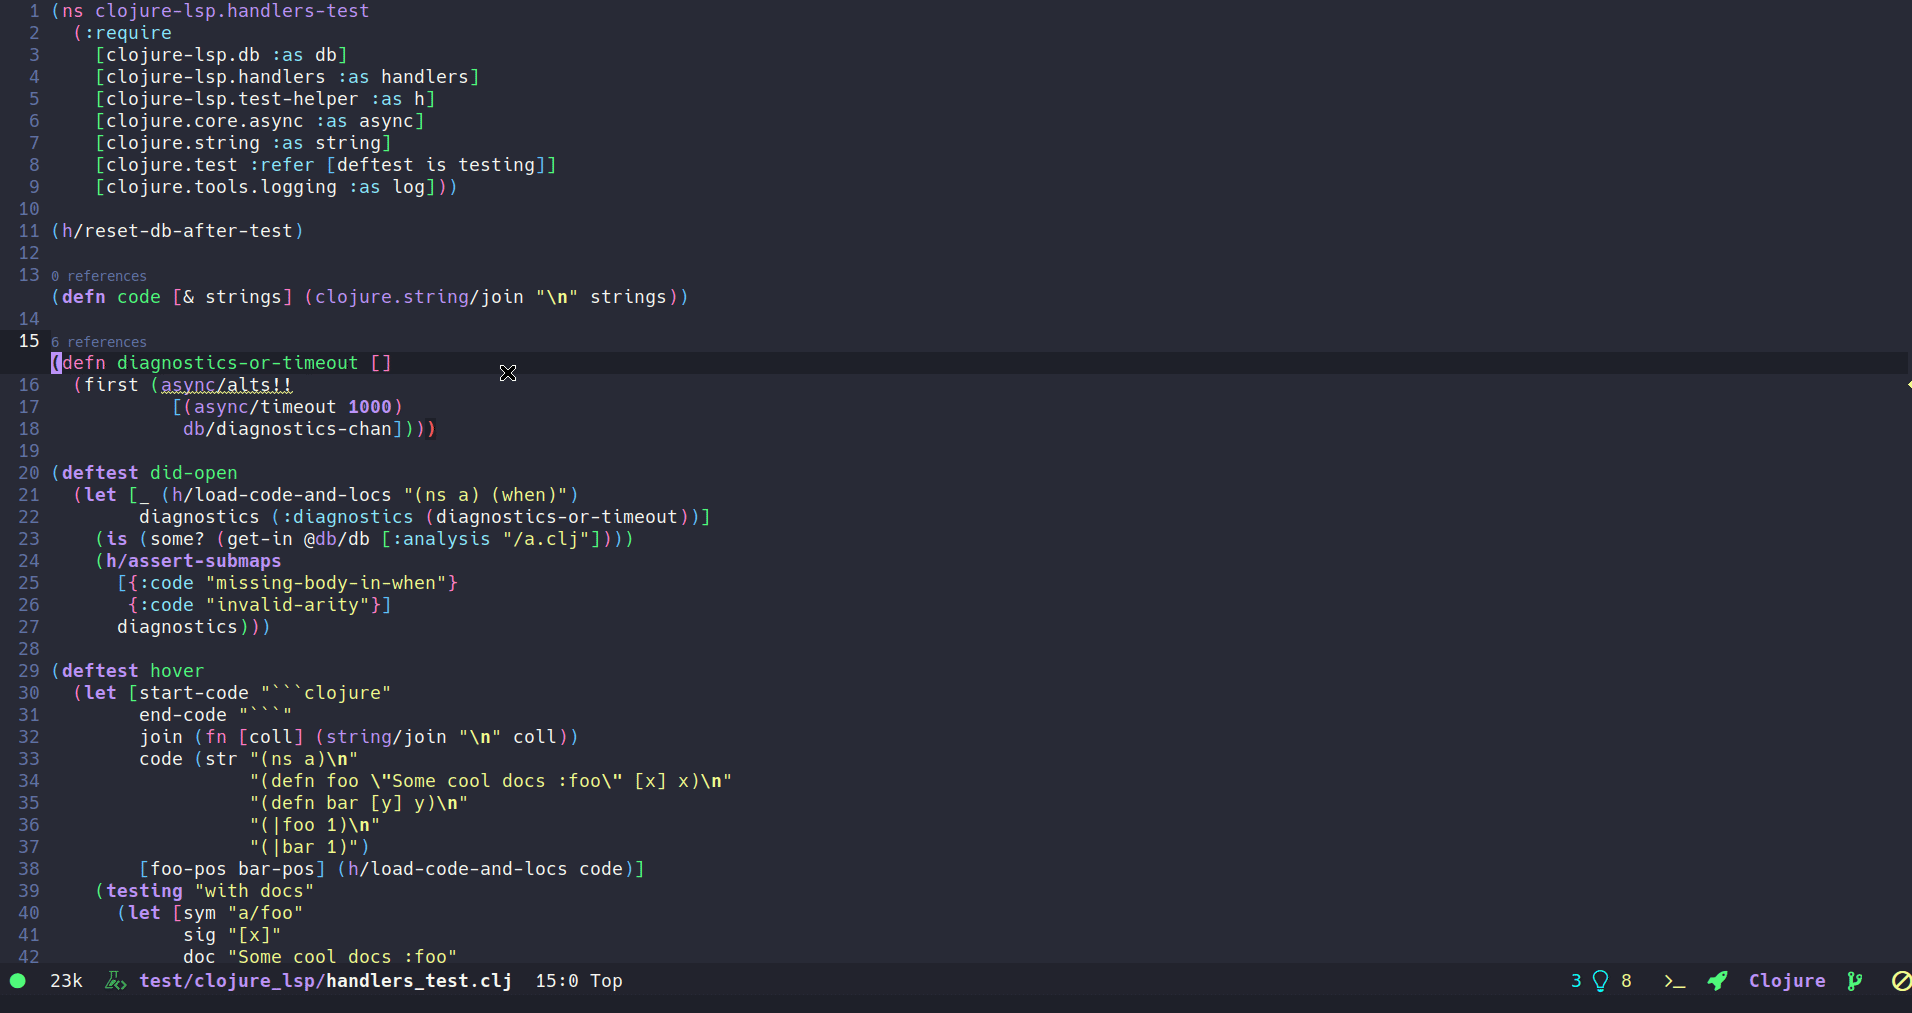 1 (ns clojure-lsp.handlers-test
2   (:require
3     [clojure-lsp.db :as db]
4     [clojure-lsp.handlers :as handlers]
5     [clojure-lsp.test-helper :as h]
6     [clojure.core.async :as async]
7     [clojure.string :as string]
8     [clojure.test :refer [deftest is testing]]
9     [clojure.tools.logging :as log]))
10
11 (h/reset-db-after-test)
12
13 0 references
(defn code [& strings] (clojure.string/join "\n" strings))
14
15 6 references
(defn diagnostics-or-timeout []
16   (first (async/alts!!
17            [(async/timeout 1000)
18             db/diagnostics-chan])))
19
20 (deftest did-open
21   (let [_ (h/load-code-and-locs "(ns a) (when)")
22         diagnostics (:diagnostics (diagnostics-or-timeout))]
23     (is (some? (get-in @db/db [:analysis "/a.clj"])))
24     (h/assert-submaps
25       [{:code "missing-body-in-when"}
26        {:code "invalid-arity"}]
27       diagnostics)))
28
29 (deftest hover
30   (let [start-code "```clojure"
31         end-code "```"
32         join (fn [coll] (string/join "\n" coll))
33         code (str "(ns a)\n"
34                   "(defn foo \"Some cool docs :foo\" [x] x)\n"
35                   "(defn bar [y] y)\n"
36                   "(|foo 1)\n"
37                   "(|bar 1)")
38         [foo-pos bar-pos] (h/load-code-and-locs code)]
39     (testing "with docs"
40       (let [sym "a/foo"
41             sig "[x]"
42             doc "Some cool docs :foo"
23k test/clojure_lsp/handlers_test.clj 15:0 Top 3 8 >_ Clojure